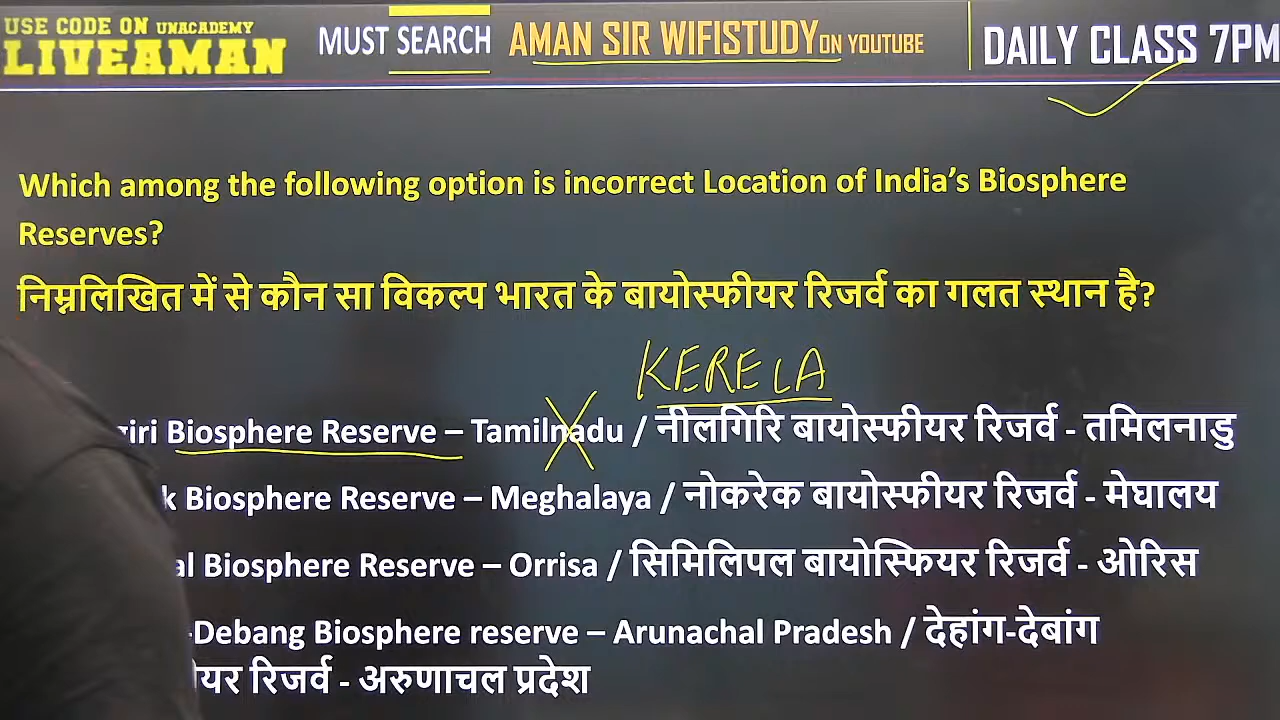 USE CODE ON UNACADEMY
LIVEAMAN
MUST SEARCH AMAN SIR WIFISTUDY ON YOUTUBE
DAILY CLASS 7PM
Which among the following option is incorrect Location of India's Biosphere
Reserves?
निम्नलिखित में से कौन सा विकल्प भारत के बायोस्फीयर रिजर्व का गलत स्थान है?
KERELA
giri Biosphere Reserve – Tamilnadu / नीलगिरि बायोस्फीयर रिजर्व - तमिलनाडु
k Biosphere Reserve – Meghalaya / नोकरेक बायोस्फीयर रिजर्व - मेघालय
al Biosphere Reserve – Orrisa / सिमिलिपल बायोस्फियर रिजर्व - ओरिस
-Debang Biosphere reserve – Arunachal Pradesh / देहांग-देबांग
यर रिजर्व - अरुणाचल प्रदेश